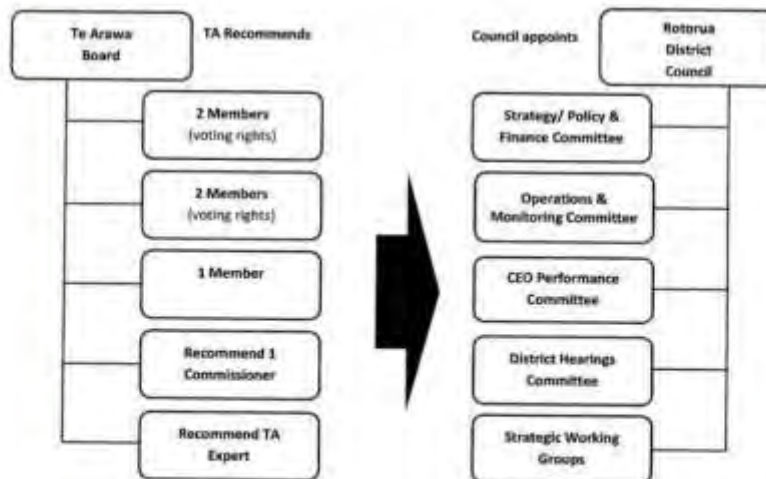 Te Arawa
Board
TA Recommends
2 Members
(voting rights)
2 Members
(voting rights)
1 Member
Recommend 1
Commissioner
Recommend TA
Expert
Council appoints
Rotorua
District
Council
Strategy/ Policy &
Finance Committee
Operations &
Monitoring Committee
CEO Performance
Committee
District Hearings
Committee
Strategic Working
Groups